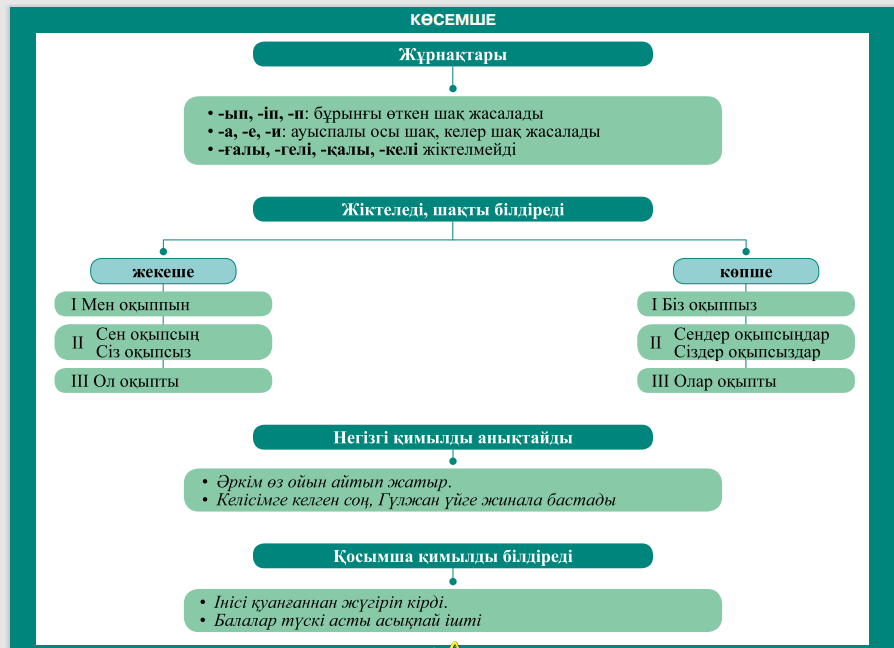 КӨСЕМШЕ
Жұрнақтары
• -ып, -іп, -п: бұрынғы өткен шақ жасалады
• -а, -е, -и: ауыспалы осы шақ, келер шақ жасалады
• -ғалы, -гелі, -қалы, -келі жіктелмейді
Жіктеледі, шақты білдіреді
жекеше
I Мен оқыппын
II Сен оқыпсың
Сіз оқыпсыз
III Ол оқыпты
көпше
I Біз оқыппыз
II Сендер оқыпсыңдар
Сіздер оқыпсыздар
III Олар оқыпты
Негізгі қимылды анықтайды
• Әркім өз ойын айтып жатыр.
• Келісімге келген соң, Гүлжан үйге жинала бастады
Қосымша қимылды білдіреді
• Інісі қуанғаннан жүгіріп кірді.
• Балалар түскі асты асықпай ішті